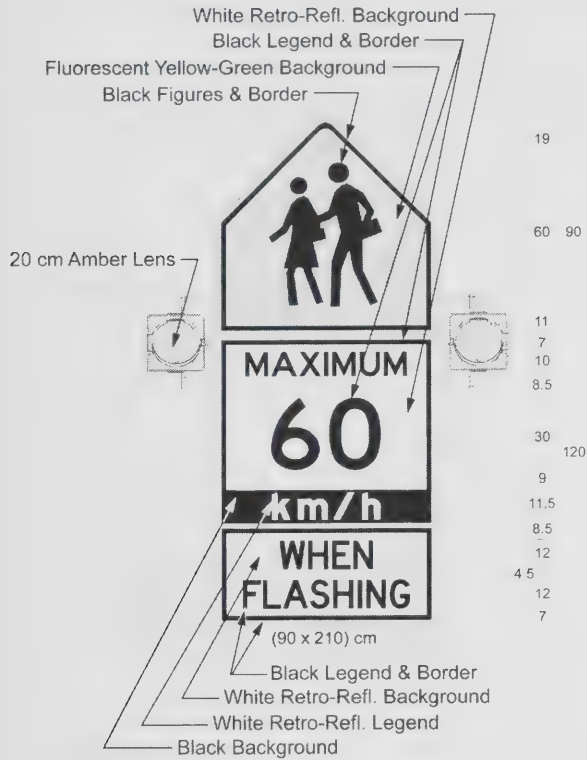 White Retro-Refl. Background
Black Legend & Border
Fluorescent Yellow-Green Background
Black Figures & Border
19
60 90
20 cm Amber Lens
11
7
MAXIMUM
10
8.5
60
30
120
9
km/h
11.5
8.5
WHEN
12
4 5
FLASHING
12
7
(90 x 210) cm
Black Legend & Border
White Retro-Refl. Background
White Retro-Refl. Legend
Black Background